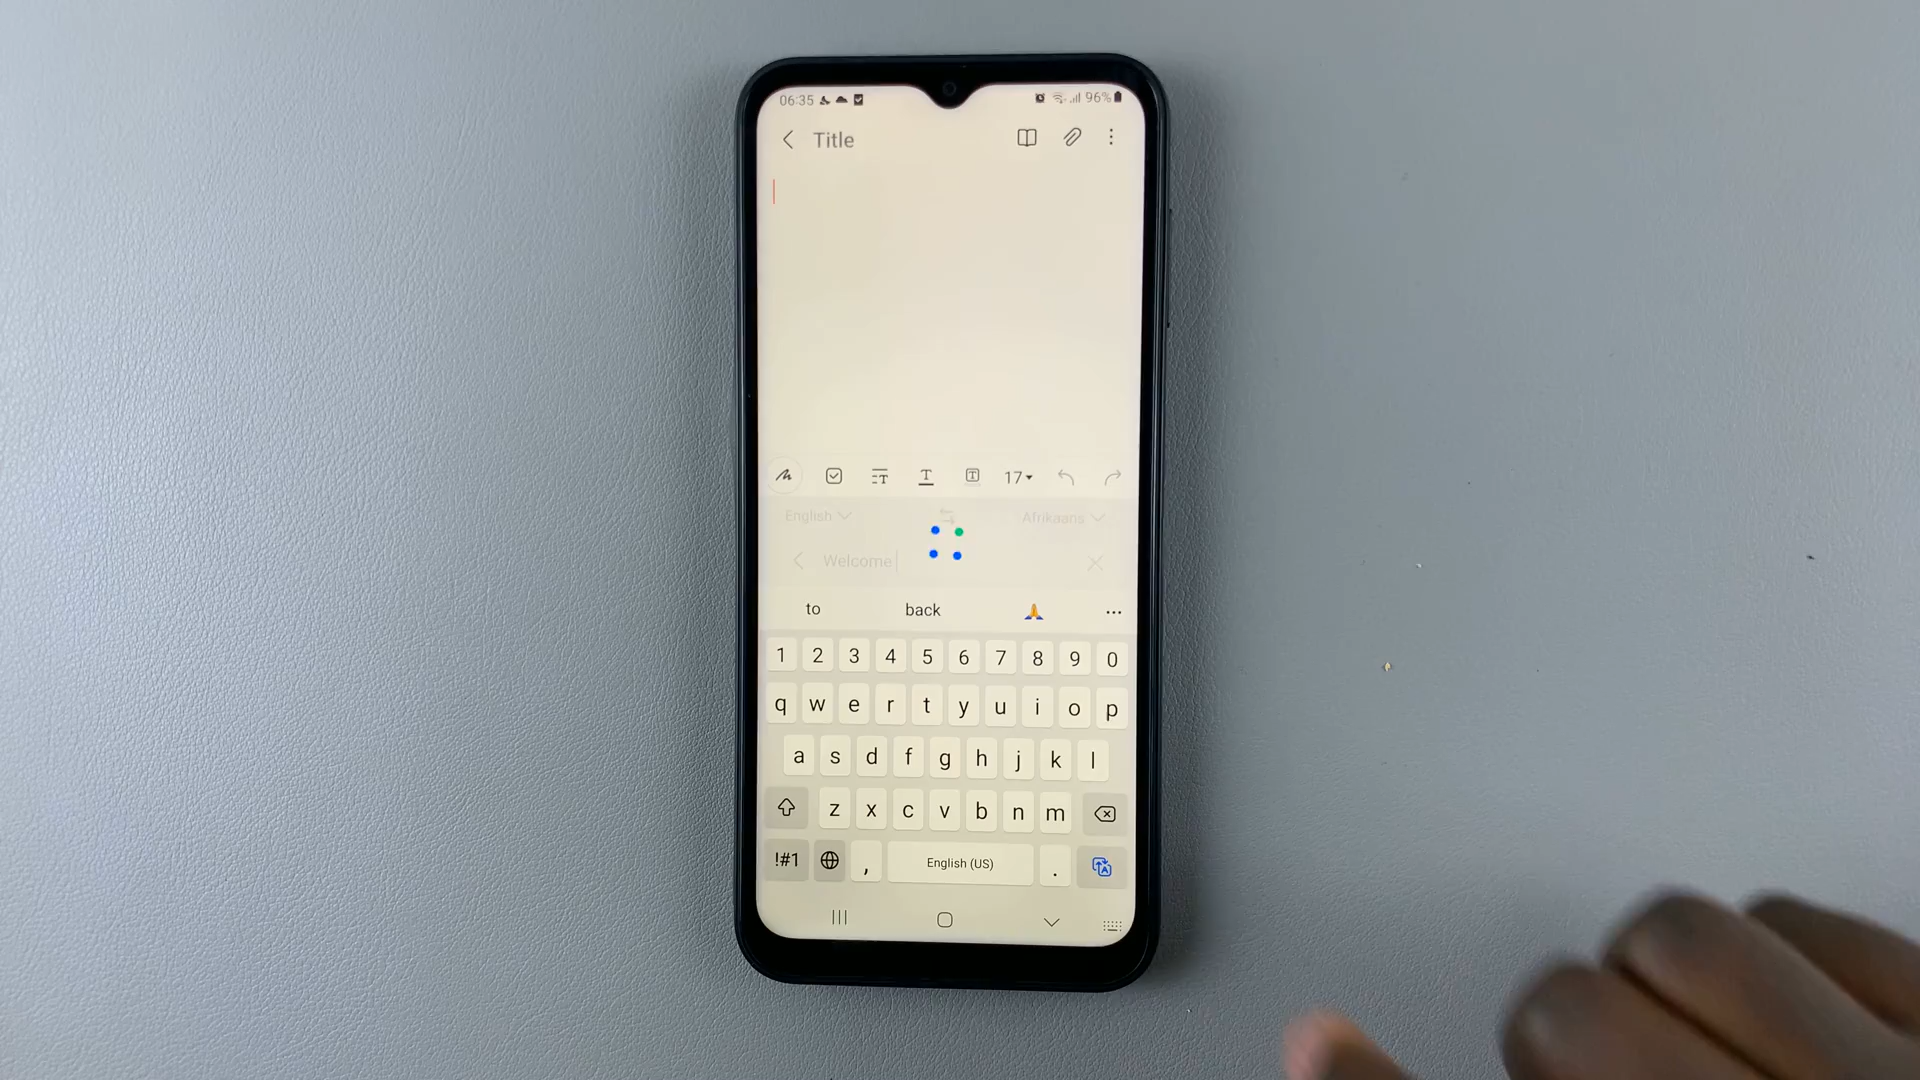 06:35 96%
Title
17
English Afrikaans
Welcome
to back
1 2 3 4 5 6 7 8 9 0
q w e r t y u i o p
a s d f g h j k l
z x c v b n m
!#1 , English (US) .